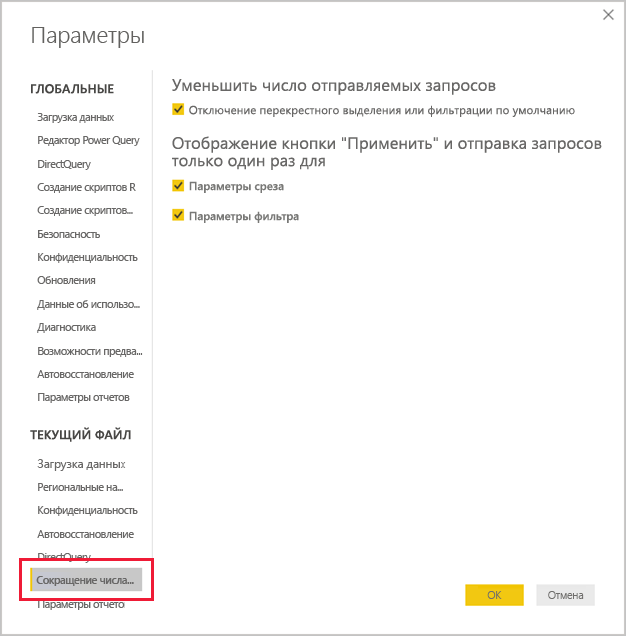 Параметры
ГЛОБАЛЬНЫЕ
Загрузка данных
Редактор Power Query
DirectQuery
Создание скриптов R
Создание скриптов...
Безопасность
Конфиденциальность
Обновления
Данные об использо...
Диагностика
Возможности предва...
Автовосстановление
Параметры отчетов
ТЕКУЩИЙ ФАЙЛ
Загрузка данных
Региональные на...
Конфиденциальность
Автовосстановление
DirectQuery
Сокращение числа...
Параметры отчето
Уменьшить число отправляемых запросов
Отключение перекрестного выделения или фильтрации по умолчанию
Отображение кнопки "Применить" и отправка запросов
только один раз для
Параметры среза
Параметры фильтра
ОК
Отмена